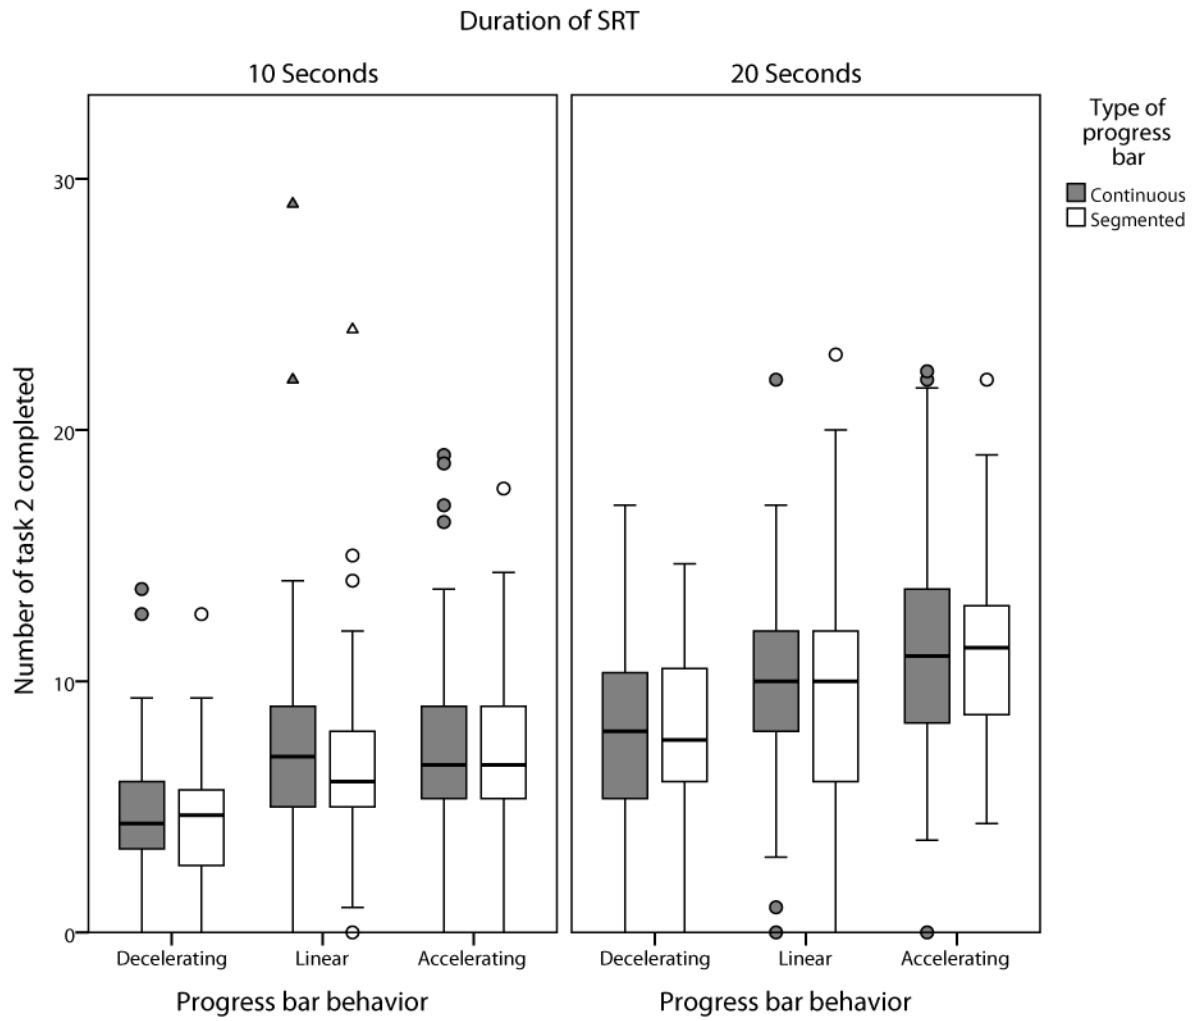 Duration of SRT
10 Seconds
20 Seconds
Type of
progress
bar
Continuous
Segmented
Number of task 2 completed
30
20
10
0
Decelerating
Linear
Accelerating
Decelerating
Linear
Accelerating
Progress bar behavior
Progress bar behavior